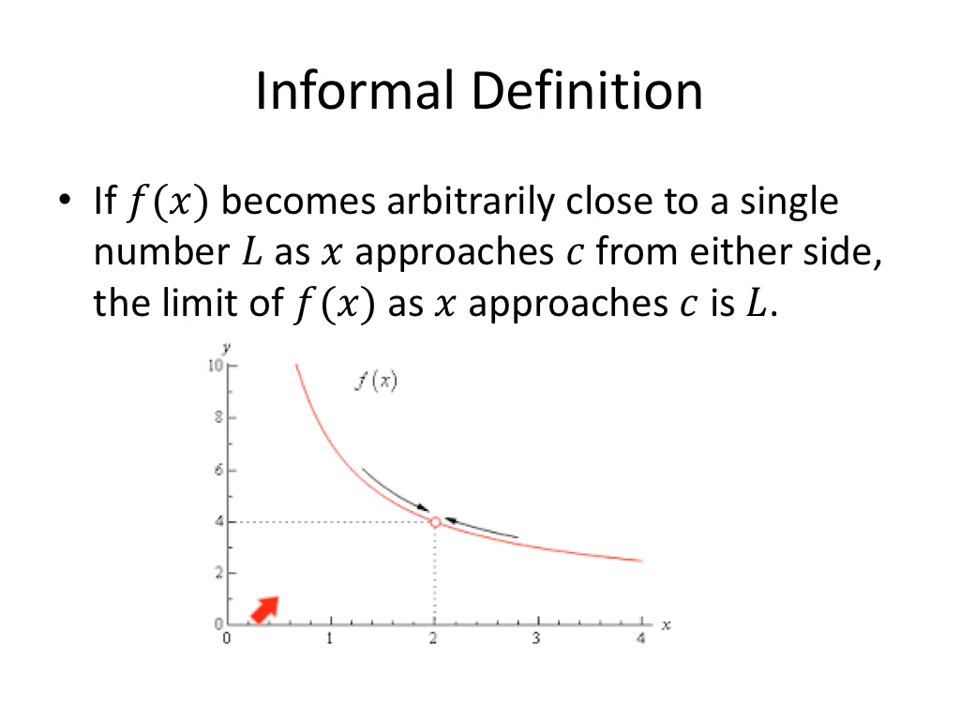 Informal Definition
• If 𝑓(𝑥) becomes arbitrarily close to a single
number 𝐿 as 𝑥 approaches 𝑐 from either side,
the limit of 𝑓(𝑥) as 𝑥 approaches 𝑐 is 𝐿.
y
10
f(x)
8
6
4
2
0
x
0 1 2 3 4